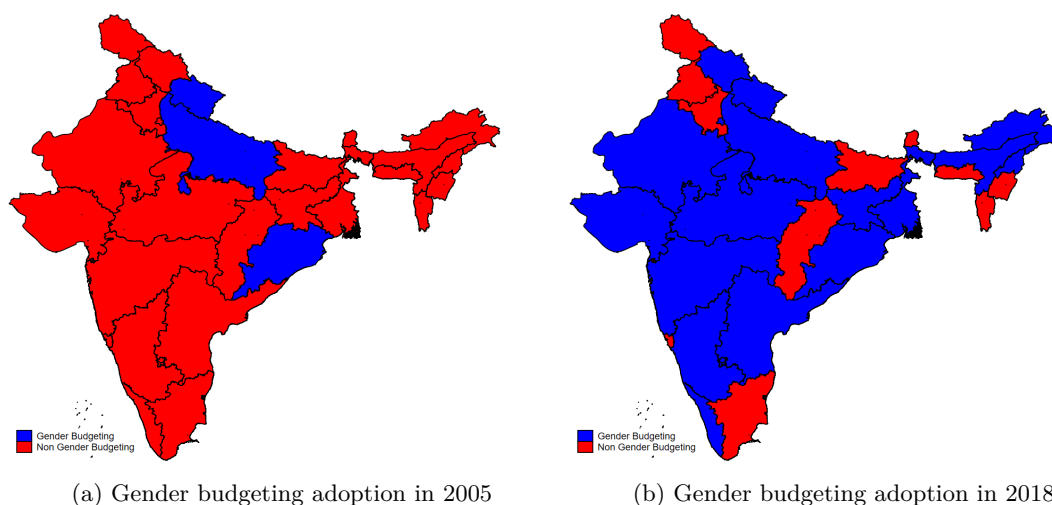 Gender Budgeting
Non Gender Budgeting
(a) Gender budgeting adoption in 2005
Gender Budgeting
Non Gender Budgeting
(b) Gender budgeting adoption in 2018